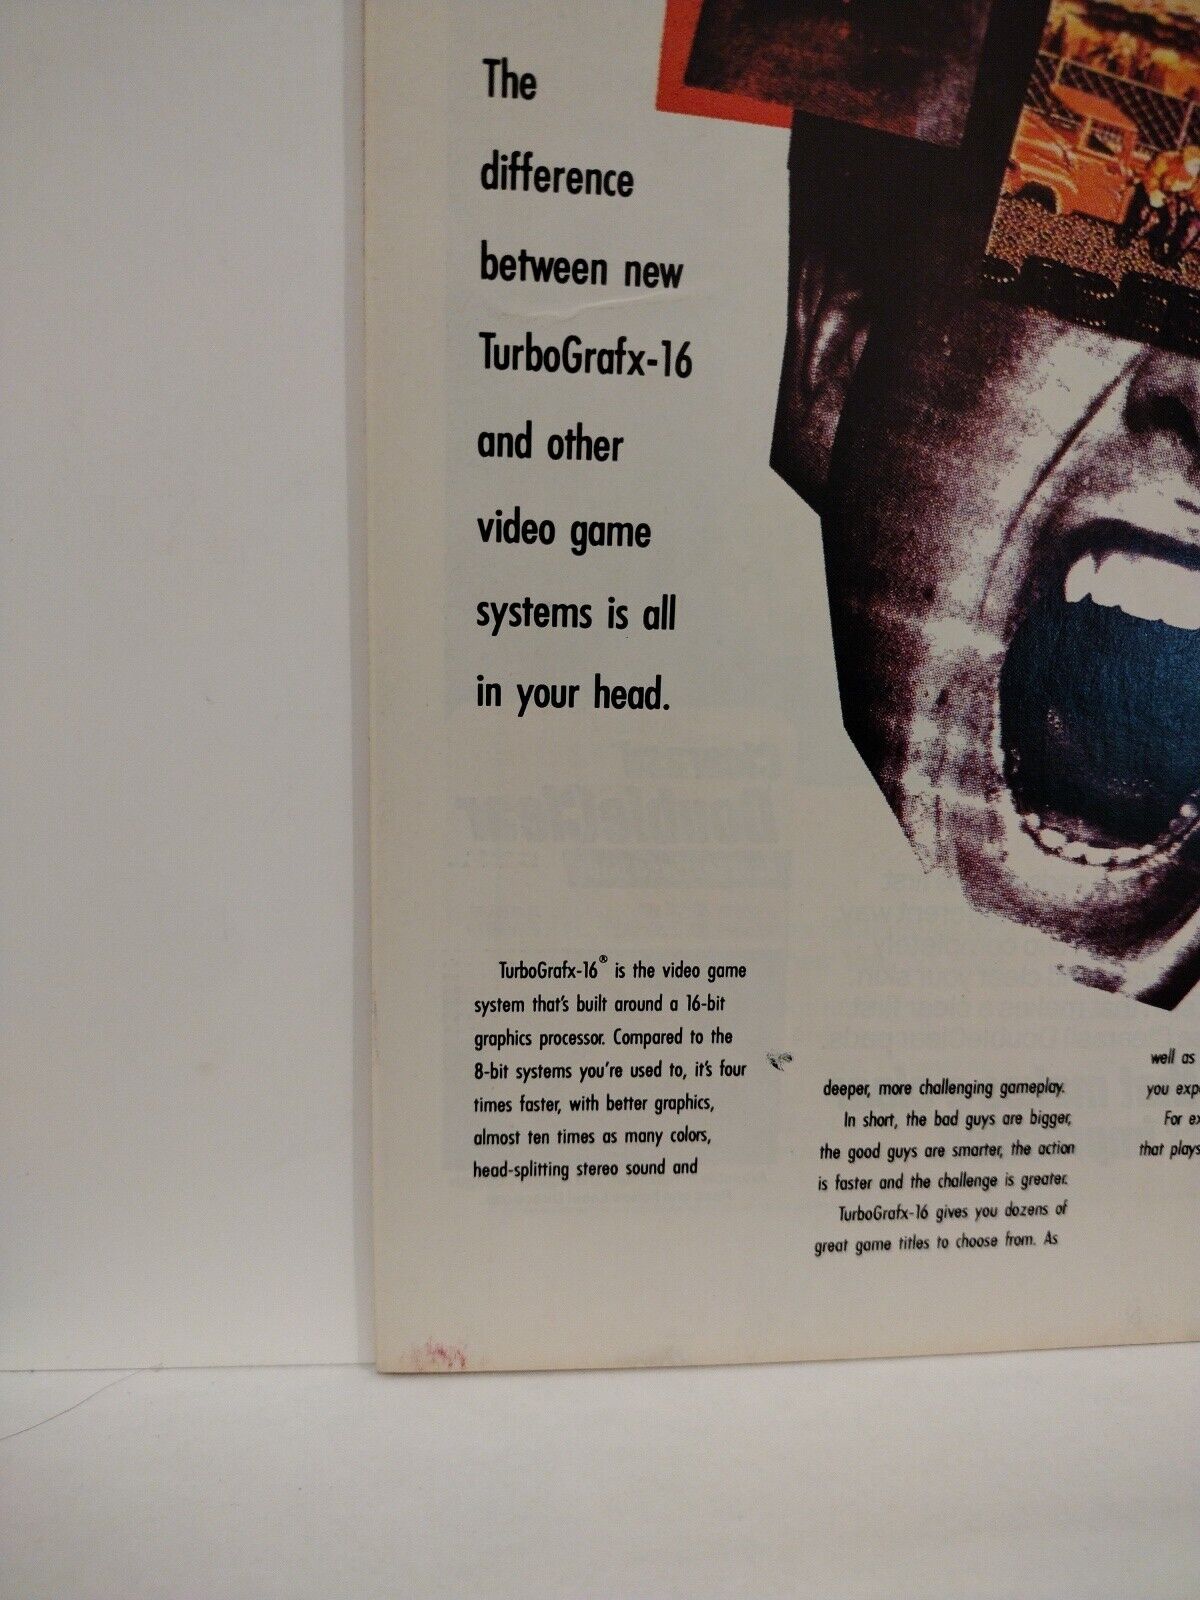 The
difference
between new
TurboGrafx-16
and other
video game
systems is all
in your head.
TurboGrafx-16® is the video game
system that's built around a 16-bit
graphics processor. Compared to the
8-bit systems you're used to, it's four
times faster, with better graphics,
almost ten times as many colors,
head-splitting stereo sound and
deeper, more challenging gameplay.
In short, the bad guys are bigger,
the good guys are smarter, the action
is faster and the challenge is greater.
TurboGrafx-16 gives you dozens of
great game titles to choose from. As
well as
you
For
that plays